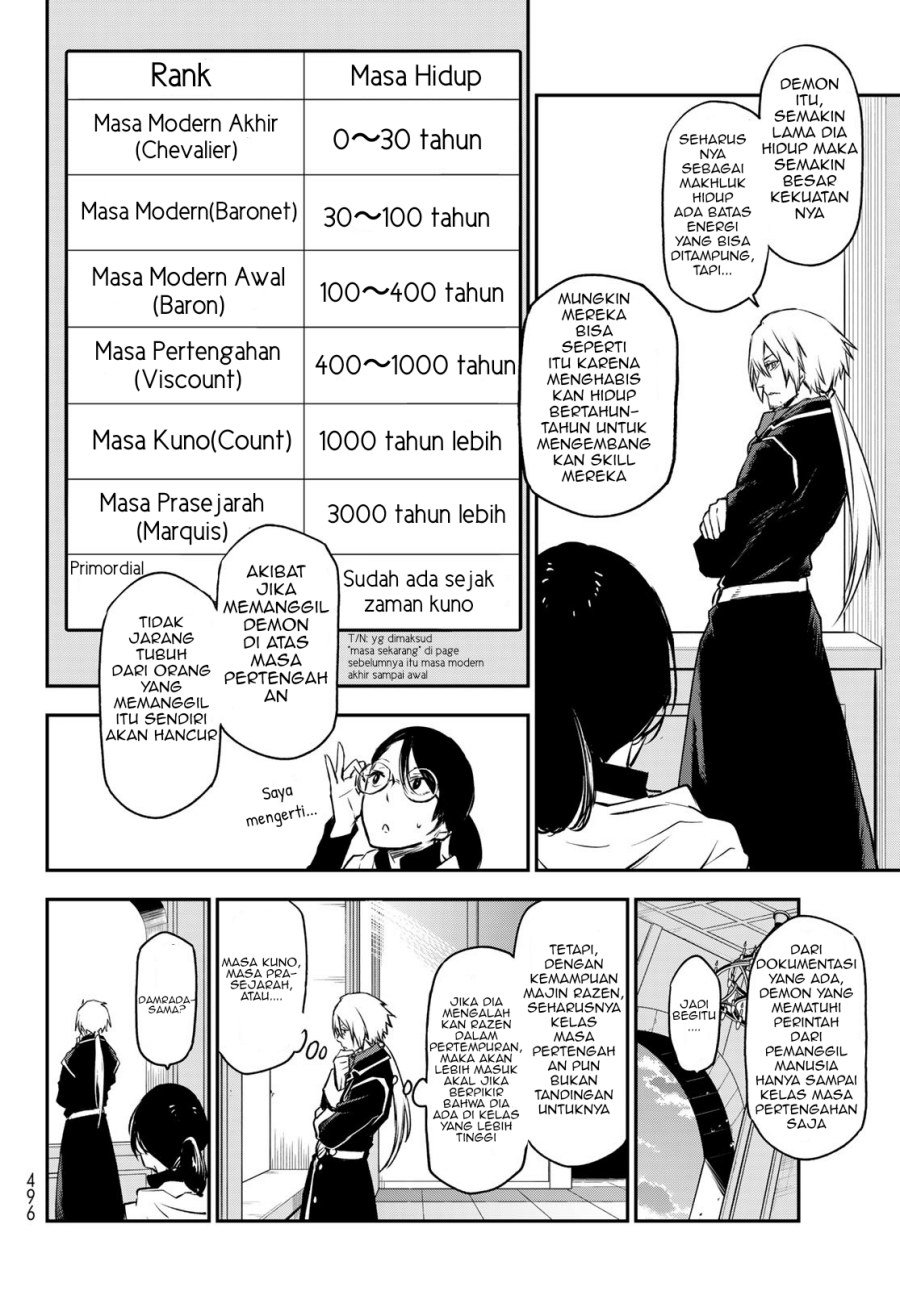 DEMON
ITU,
SEMAKIN
LAMA DIA
HIDUP MAKA
SEMAKIN
BESAR
KEKUATAN
NYA
SEHARUS
NYA
SEBAGAI
MAKHLUK
HIDUP
ADA BATAS
ENERGI
YANG BISA
DITAMPUNG,
TAPI...
MUNGKIN
MEREKA
BISA
SEPERTI
ITU KARENA
MENGHABIS
KAN HIDUP
BERTAHUN-
TAHUN UNTUK
MENGEMBANG
KAN SKILL
MEREKA
Rank
Masa Hidup
Masa Modern Akhir
(Chevalier)
0～30 tahun
Masa Modern(Baronet)
30～100 tahun
Masa Modern Awal
(Baron)
100～400 tahun
Masa Pertengahan
(Viscount)
400～1000 tahun
Masa Kuno(Count)
1000 tahun lebih
Masa Prasejarah
(Marquis)
3000 tahun lebih
Primordial
Sudah ada sejak
zaman kuno
T/N: yg dimaksud
"masa sekarang" di page
sebelumnya itu masa modern
akhir sampai awal
AKIBAT
JIKA
MEMANGGIL
DEMON
DI ATAS
MASA
PERTENGAH
AN
TIDAK
JARANG
TUBUH
DARI ORANG
YANG
MEMANGGIL
ITU SENDIRI
AKAN HANCUR
Saya
mengerti...
DARI
DOKUMENTASI
YANG ADA,
DEMON YANG
MEMATUHI
PERINTAH
DARI
PEMANGGIL
MANUSIA
HANYA SAMPAI
KELAS MASA
PERTENGAHAN
SAJA
JADI
BEGITU
....
TETAPI,
DENGAN
KEMAMPUAN
MAJIN RAZEN,
SEHARUSNYA
KELAS
MASA
PERTENGAH
AN PUN
BUKAN
TANDINGAN
UNTUKNYA
JIKA DIA
MENGALAH
KAN RAZEN
DALAM
PERTEMPURAN,
MAKA AKAN
LEBIH MASUK
AKAL JIKA
BERPIKIR
BAHWA DIA
ADA DI KELAS
YANG LEBIH
TINGGI
MASA KUNO,
MASA PRA-
SEJARAH,
ATAU....
DAMRADA-
SAMA?
496